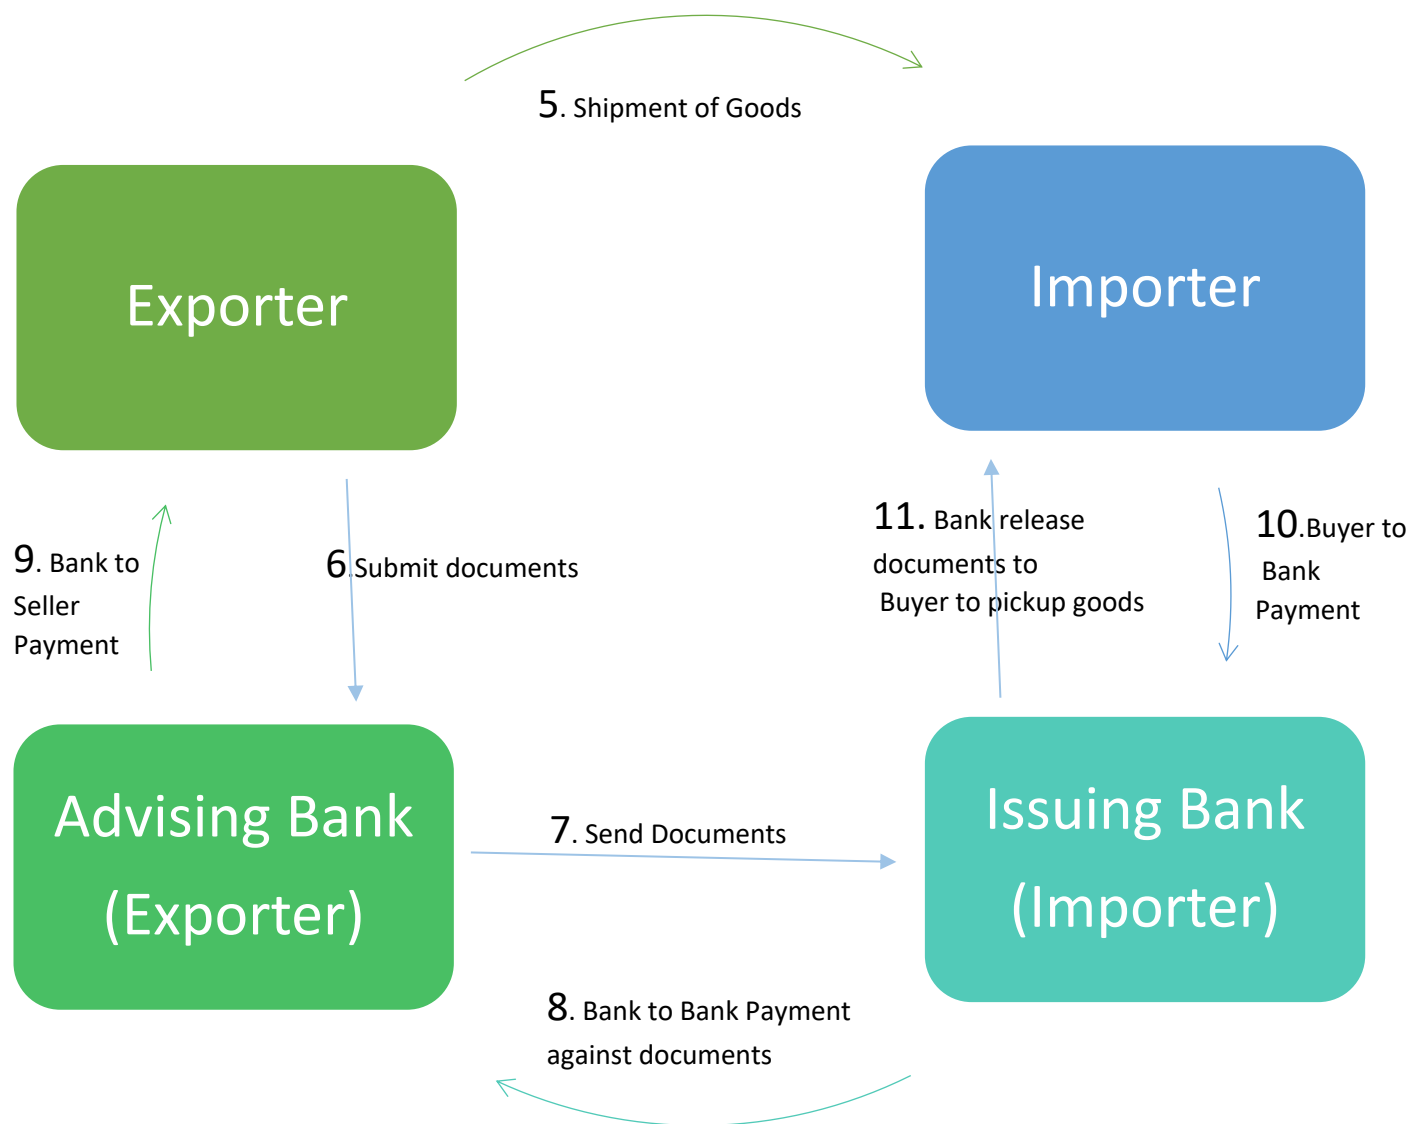 5. Shipment of Goods
Exporter
Importer
9. Bank to
Seller
Payment
6.Submit documents
11. Bank release
documents to
Buyer to pickup goods
10.Buyer to
Bank
Payment
Advising Bank
(Exporter)
7. Send Documents
Issuing Bank
(Importer)
8. Bank to Bank Payment
against documents